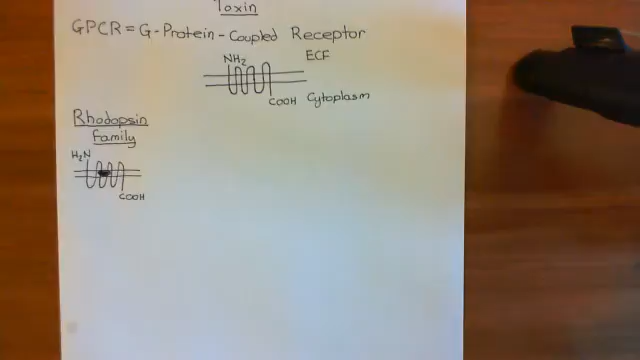 Toxin
GPCR = G-Protein-Coupled Receptor
NH2
ECF
COOH Cytoplasm
Rhodopsin
Family
H2N
COOH